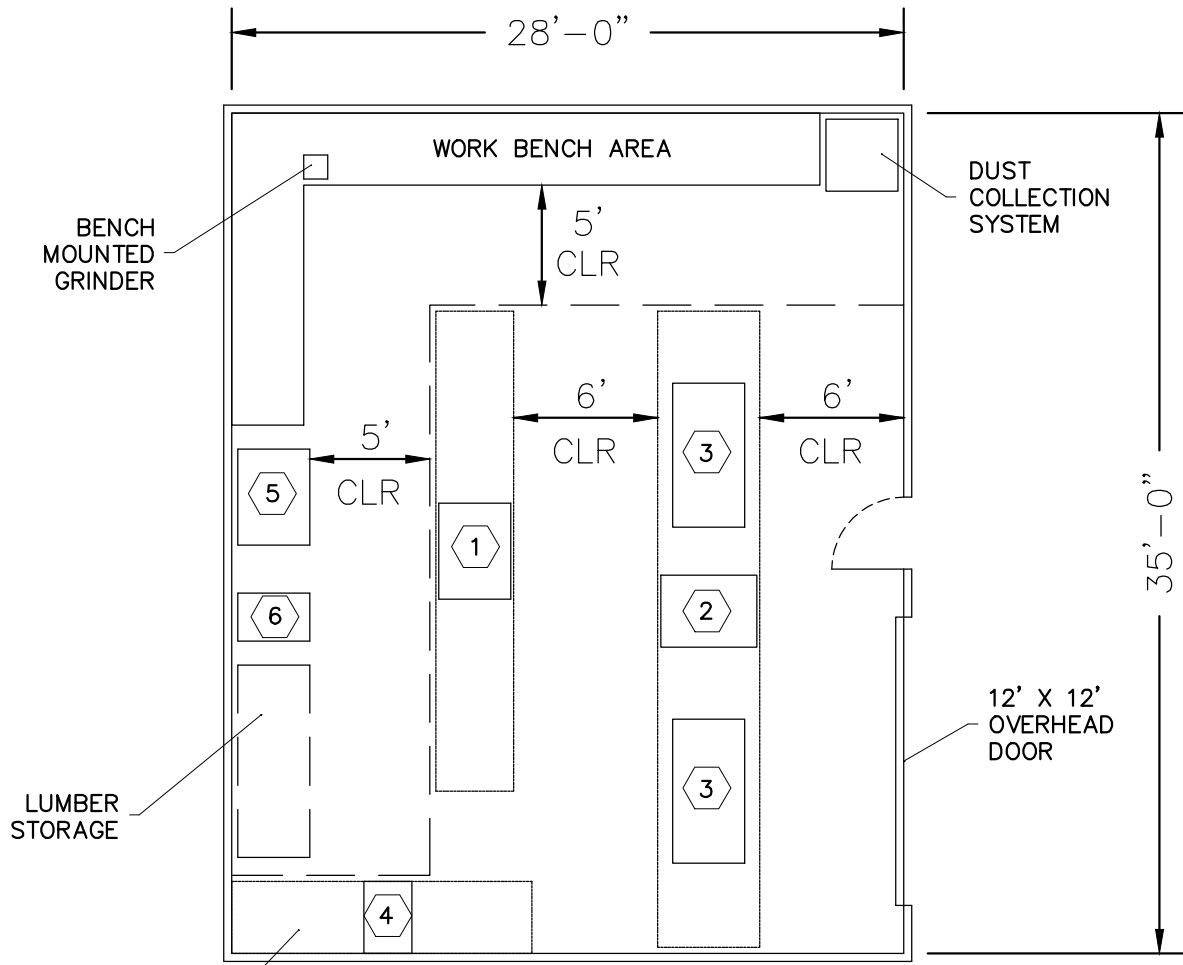 28'-0"
WORK BENCH AREA
DUST
COLLECTION
SYSTEM
BENCH
MOUNTED
GRINDER
5'
CLR
6'
CLR
6'
CLR
5'
CLR
3
5
1
35'-0"
2
6
12' X 12'
OVERHEAD
DOOR
3
LUMBER
STORAGE
4